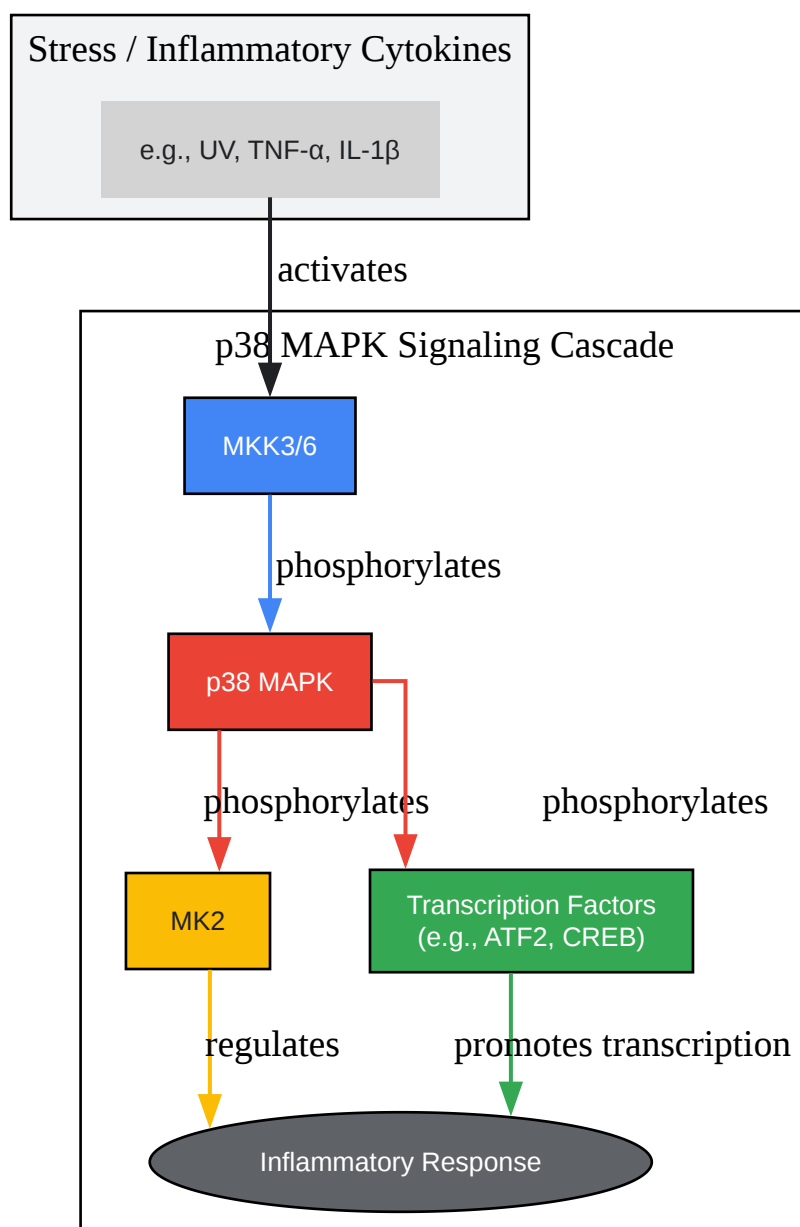 Stress / Inflammatory Cytokines
e.g., UV, TNF-α, IL-1β
activates
p38 MAPK Signaling Cascade
MKK3/6
phosphorylates
p38 MAPK
phosphorylates
phosphorylates
MK2
Transcription Factors
(e.g., ATF2, CREB)
regulates
promotes transcription
Inflammatory Response